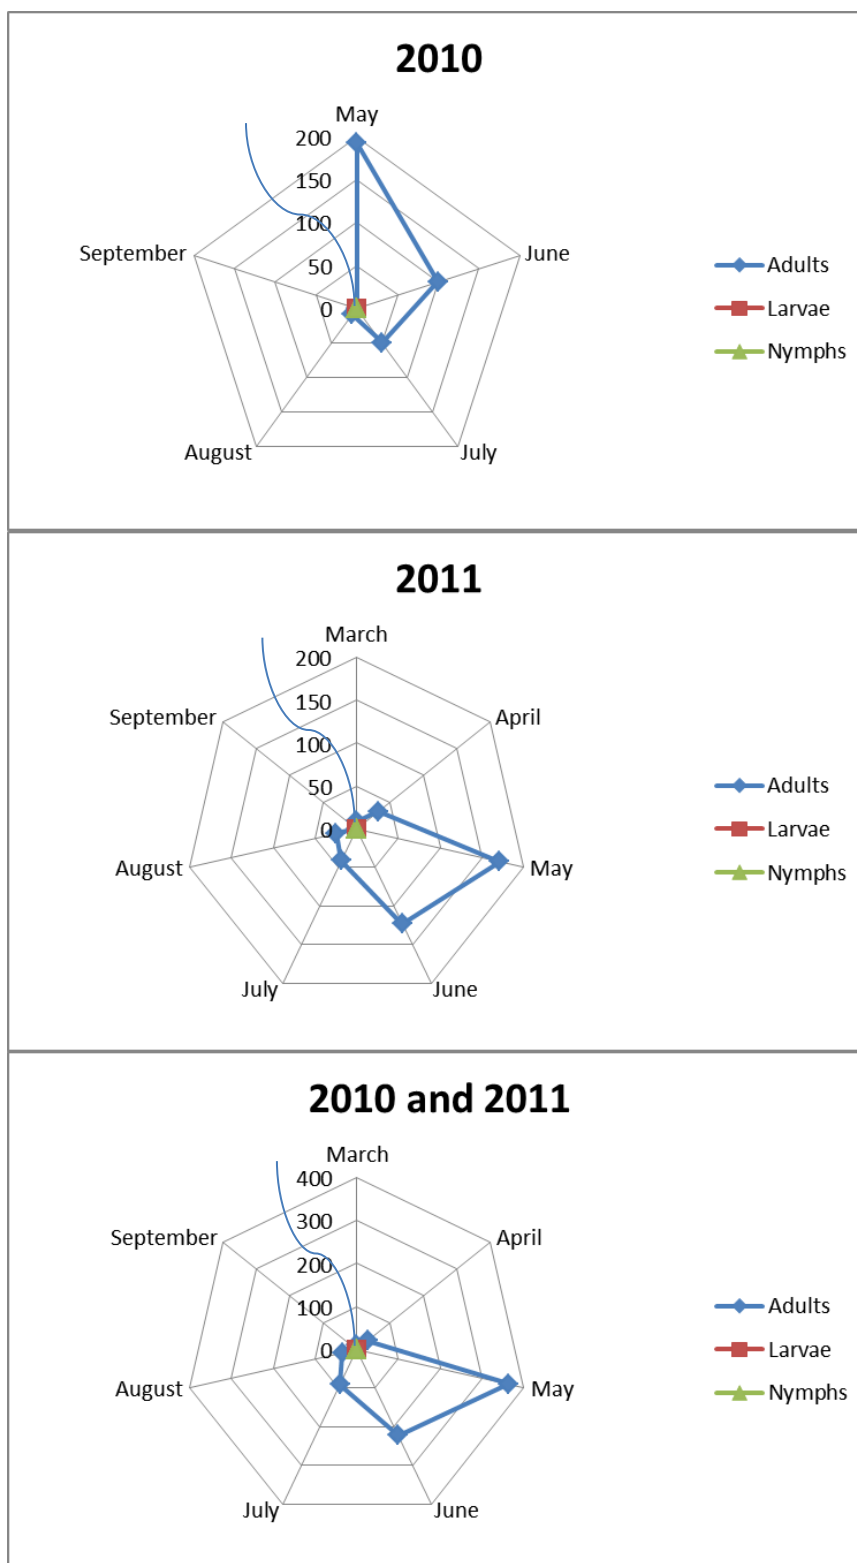 2010
May
200
150
100
50
0
September
June
August
July
Adults
Larvae
Nymphs
2011
March
200
150
100
50
0
September
April
August
May
July
June
Adults
Larvae
Nymphs
2010 and 2011
March
400
300
200
100
0
September
April
August
May
July
June
Adults
Larvae
Nymphs